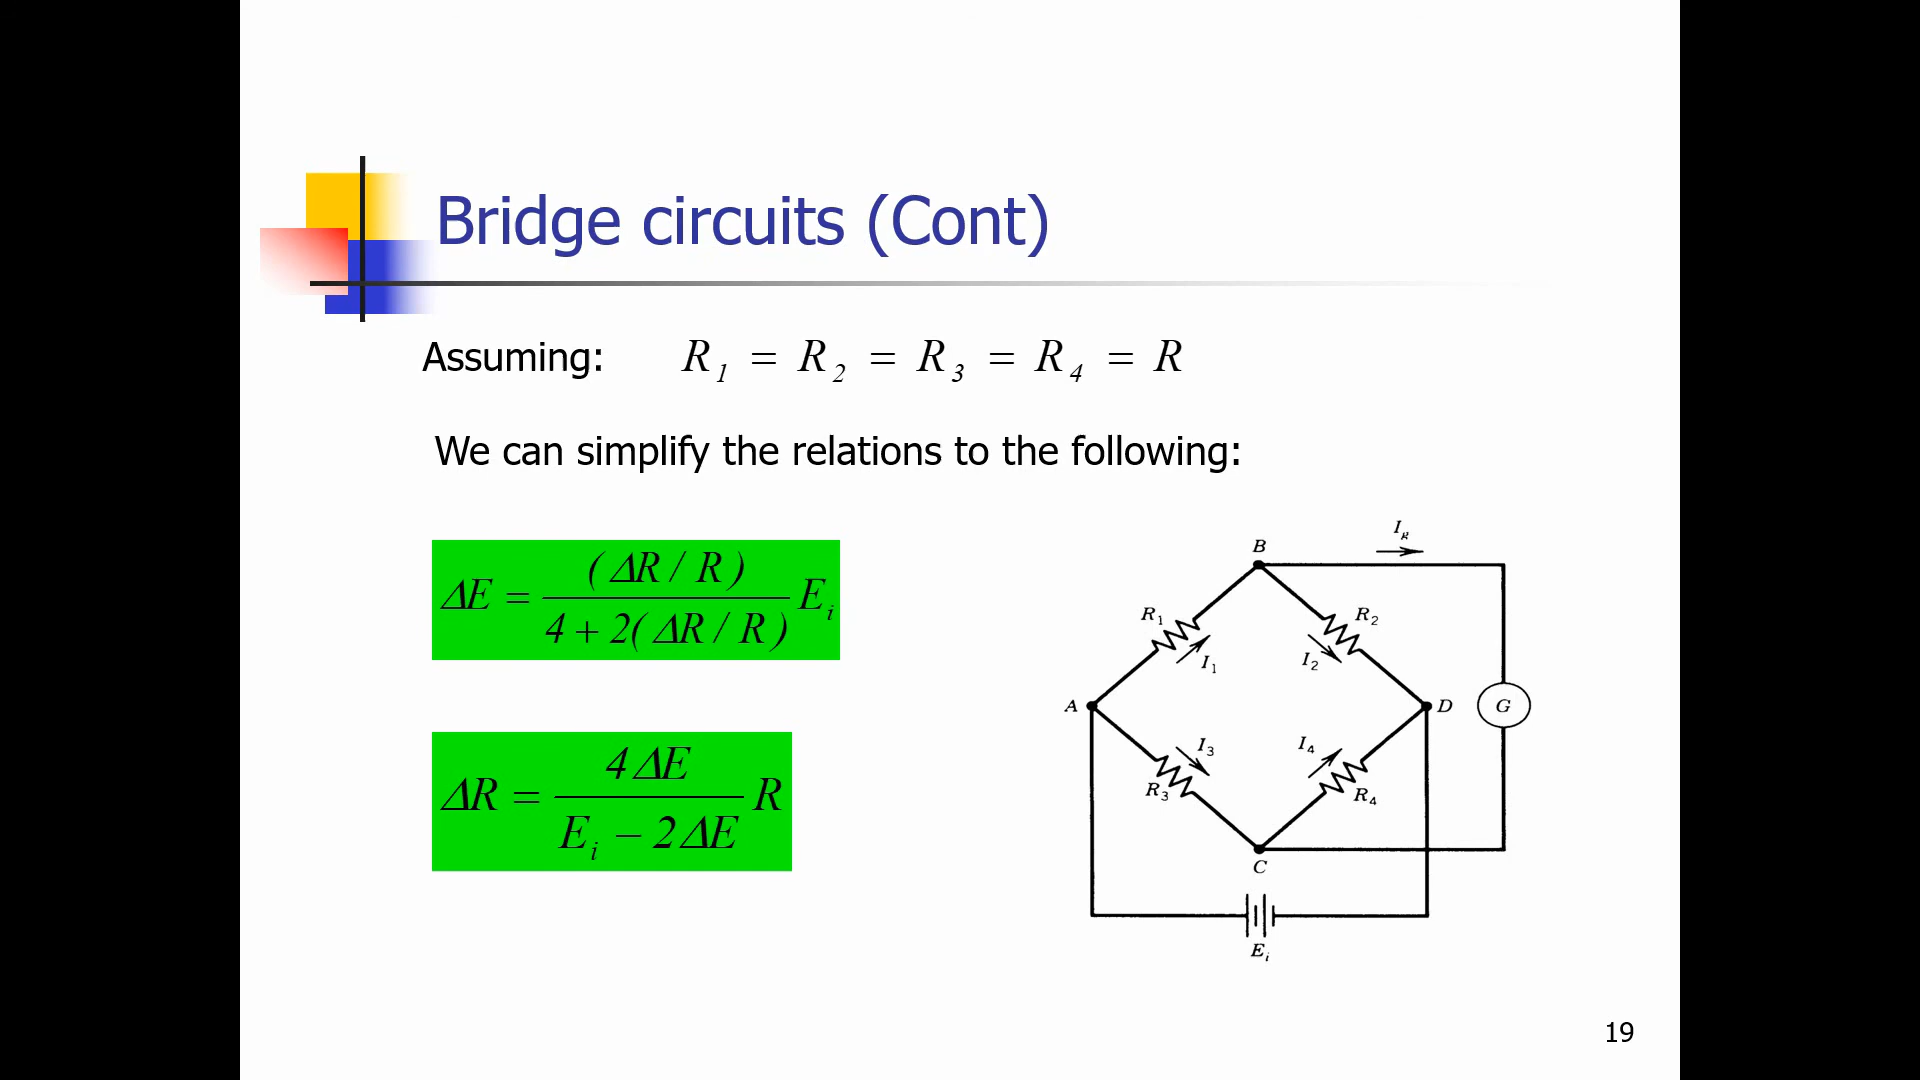 Bridge circuits (Cont)
Assuming: R₁ = R₂ = R₃ = R₄ = R
We can simplify the relations to the following:
ΔE = (ΔR / R) / 4 + 2(ΔR / R) Eᵢ
ΔR = 4ΔE / Eᵢ − 2ΔE R
I_g
B
R₁
R₂
I₁
I₂
A
D
G
I₃
I₄
R₃
R₄
C
Eᵢ
19